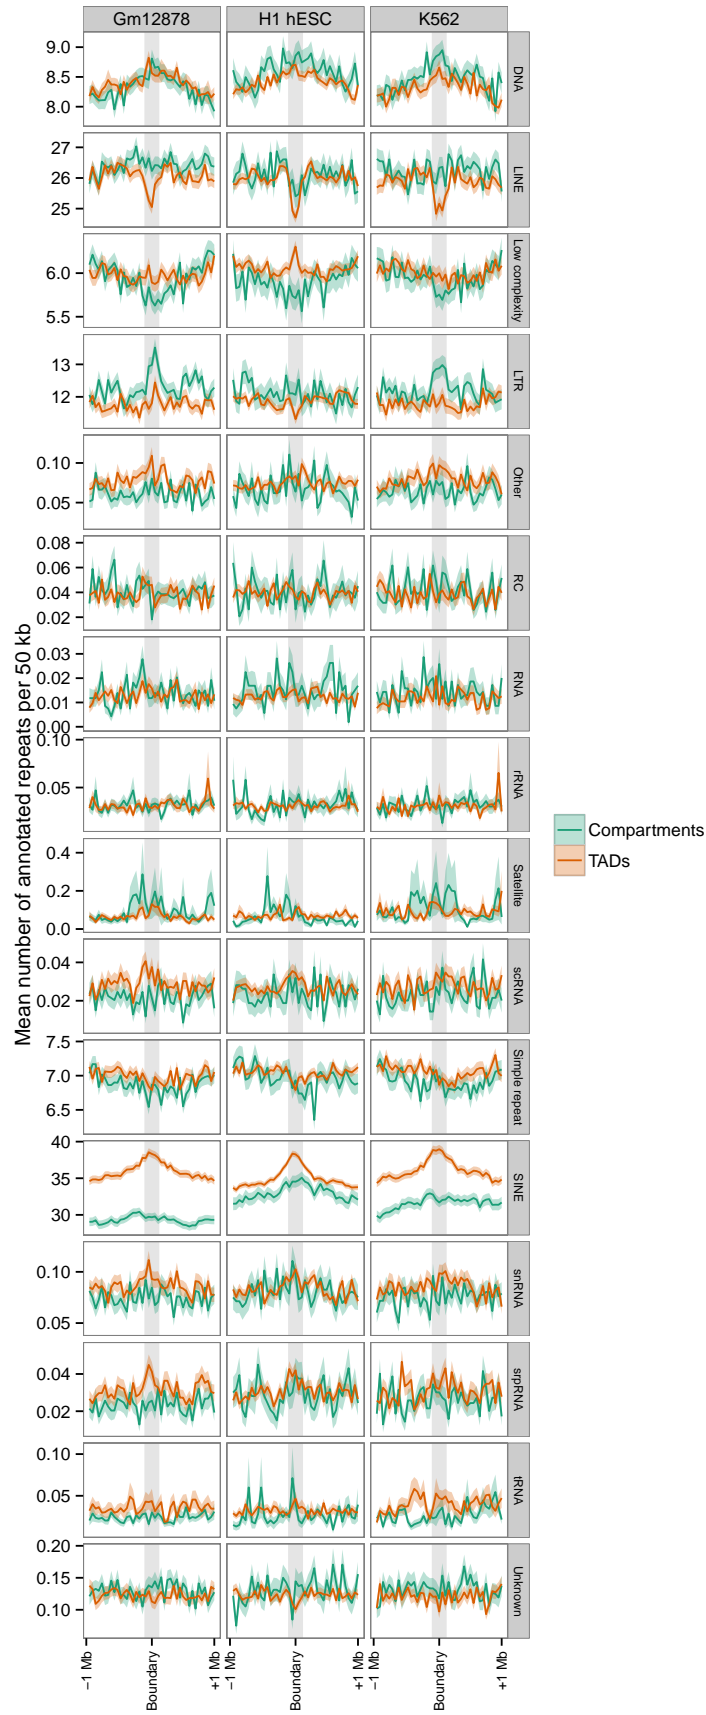 Gm12878 H1 hESC K562
Mean number of annotated repeats per 50 kb
9.0
8.5
8.0
DNA
27
26
25
LINE
6.0
5.5
Low complexity
13
12
LTR
0.10
0.05
Other
0.08
0.06
0.04
0.02
RC
0.03
0.02
0.01
0.00
RNA
0.10
0.05
rRNA
0.4
0.2
0.0
Satellite
0.04
0.02
scRNA
7.5
7.0
6.5
Simple repeat
40
35
30
SINE
0.10
0.05
snRNA
0.04
0.02
srpRNA
0.10
0.05
tRNA
0.20
0.15
0.10
Unknown
−1 Mb Boundary +1 Mb −1 Mb Boundary +1 Mb −1 Mb Boundary +1 Mb
Compartments
TADs